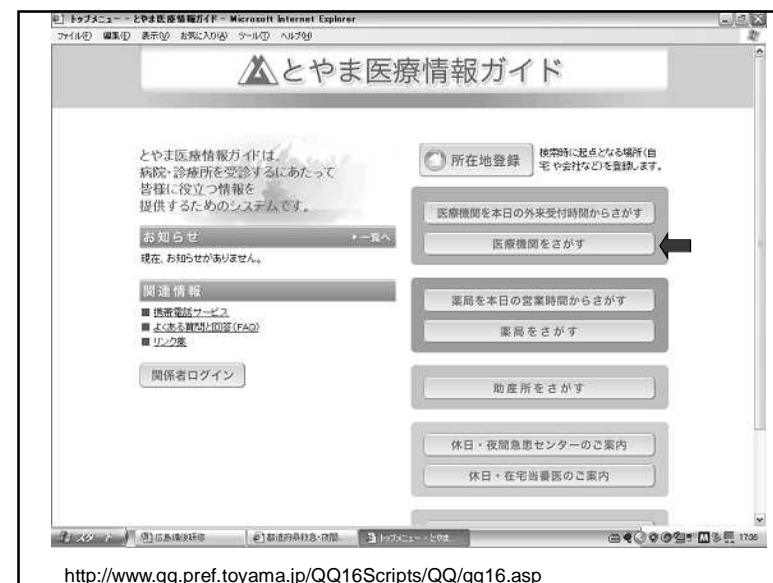 トップメニュー - とやま医療情報ガイド - Microsoft Internet Explorer
ファイル(F) 編集(E) 表示(V) お気に入り(A) ツール(T) ヘルプ(H)
とやま医療情報ガイド
とやま医療情報ガイドは、
病院・診療所を受診するにあたって
皆様に役立つ情報を
提供するためのシステムです。
お知らせ
一覧へ
現在、お知らせがありません。
関連情報
■ 携帯電話サービス
■ よくある質問と回答(FAQ)
■ リンク集
関係者ログイン
所在地登録
検索時に起点となる場所(自
宅や会社など)を登録します。
医療機関を本日の外来受付時間からさがす
医療機関をさがす
薬局を本日の営業時間からさがす
薬局をさがす
助産所をさがす
休日・夜間急患センターのご案内
休日・在宅当番医のご案内
スタート
トップメニュー - とやま...
17:36
http://www.qq.pref.toyama.jp/QQ16Scripts/QQ/qq16.asp